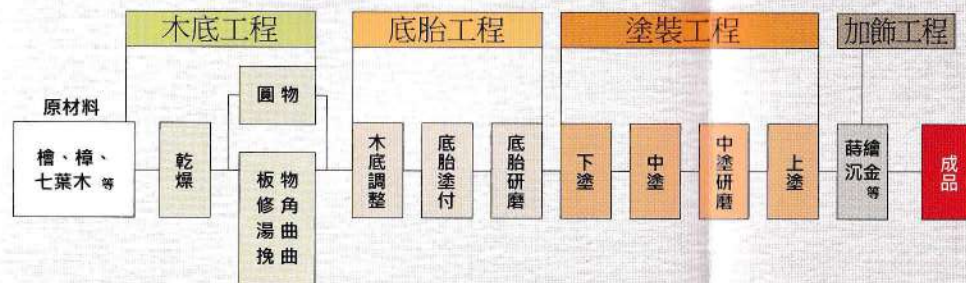 木底工程
底胎工程
塗裝工程
加飾工程
原材料
檜、樟、
七葉木 等
乾燥
圓物
板物
修角
湯曲
挽曲
木底調整
底胎塗付
底胎研磨
下塗
中塗
中塗研磨
上塗
蒔繪
沉金
等
成品